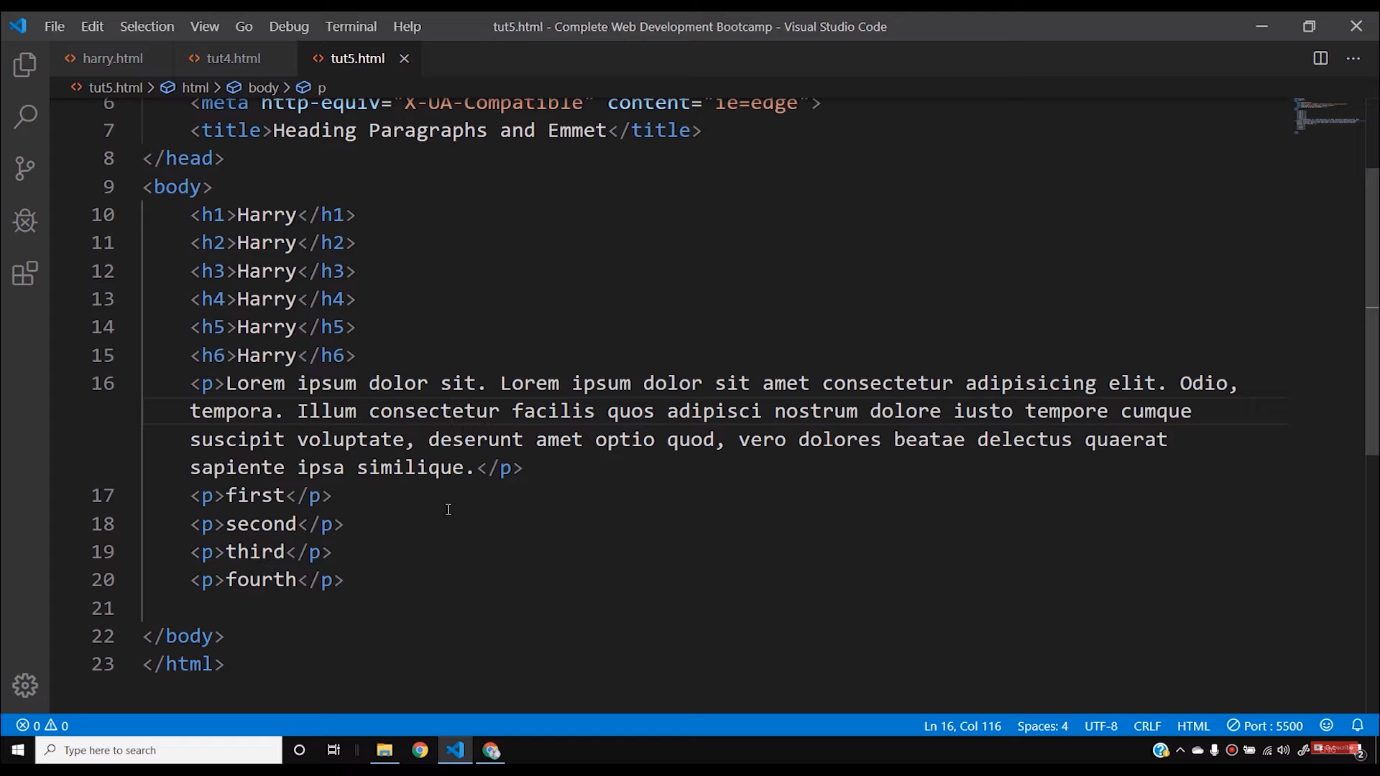 File Edit Selection View Go Debug Terminal Help tut5.html - Complete Web Development Bootcamp - Visual Studio Code
harry.html tut4.html tut5.html
tut5.html > html > body > p
6 <meta http-equiv="X-UA-Compatible" content="ie=edge">
7 <title>Heading Paragraphs and Emmet</title>
8 </head>
9 <body>
10 <h1>Harry</h1>
11 <h2>Harry</h2>
12 <h3>Harry</h3>
13 <h4>Harry</h4>
14 <h5>Harry</h5>
15 <h6>Harry</h6>
16 <p>Lorem ipsum dolor sit. Lorem ipsum dolor sit amet consectetur adipisicing elit. Odio,
tempora. Illum consectetur facilis quos adipisci nostrum dolore iusto tempore cumque
suscipit voluptate, deserunt amet optio quod, vero dolores beatae delectus quaerat
sapiente ipsa similique.</p>
17 <p>first</p>
18 <p>second</p>
19 <p>third</p>
20 <p>fourth</p>
21
22 </body>
23 </html>
0 0 Ln 16, Col 116 Spaces: 4 UTF-8 CRLF HTML Port : 5500
Type here to search 2